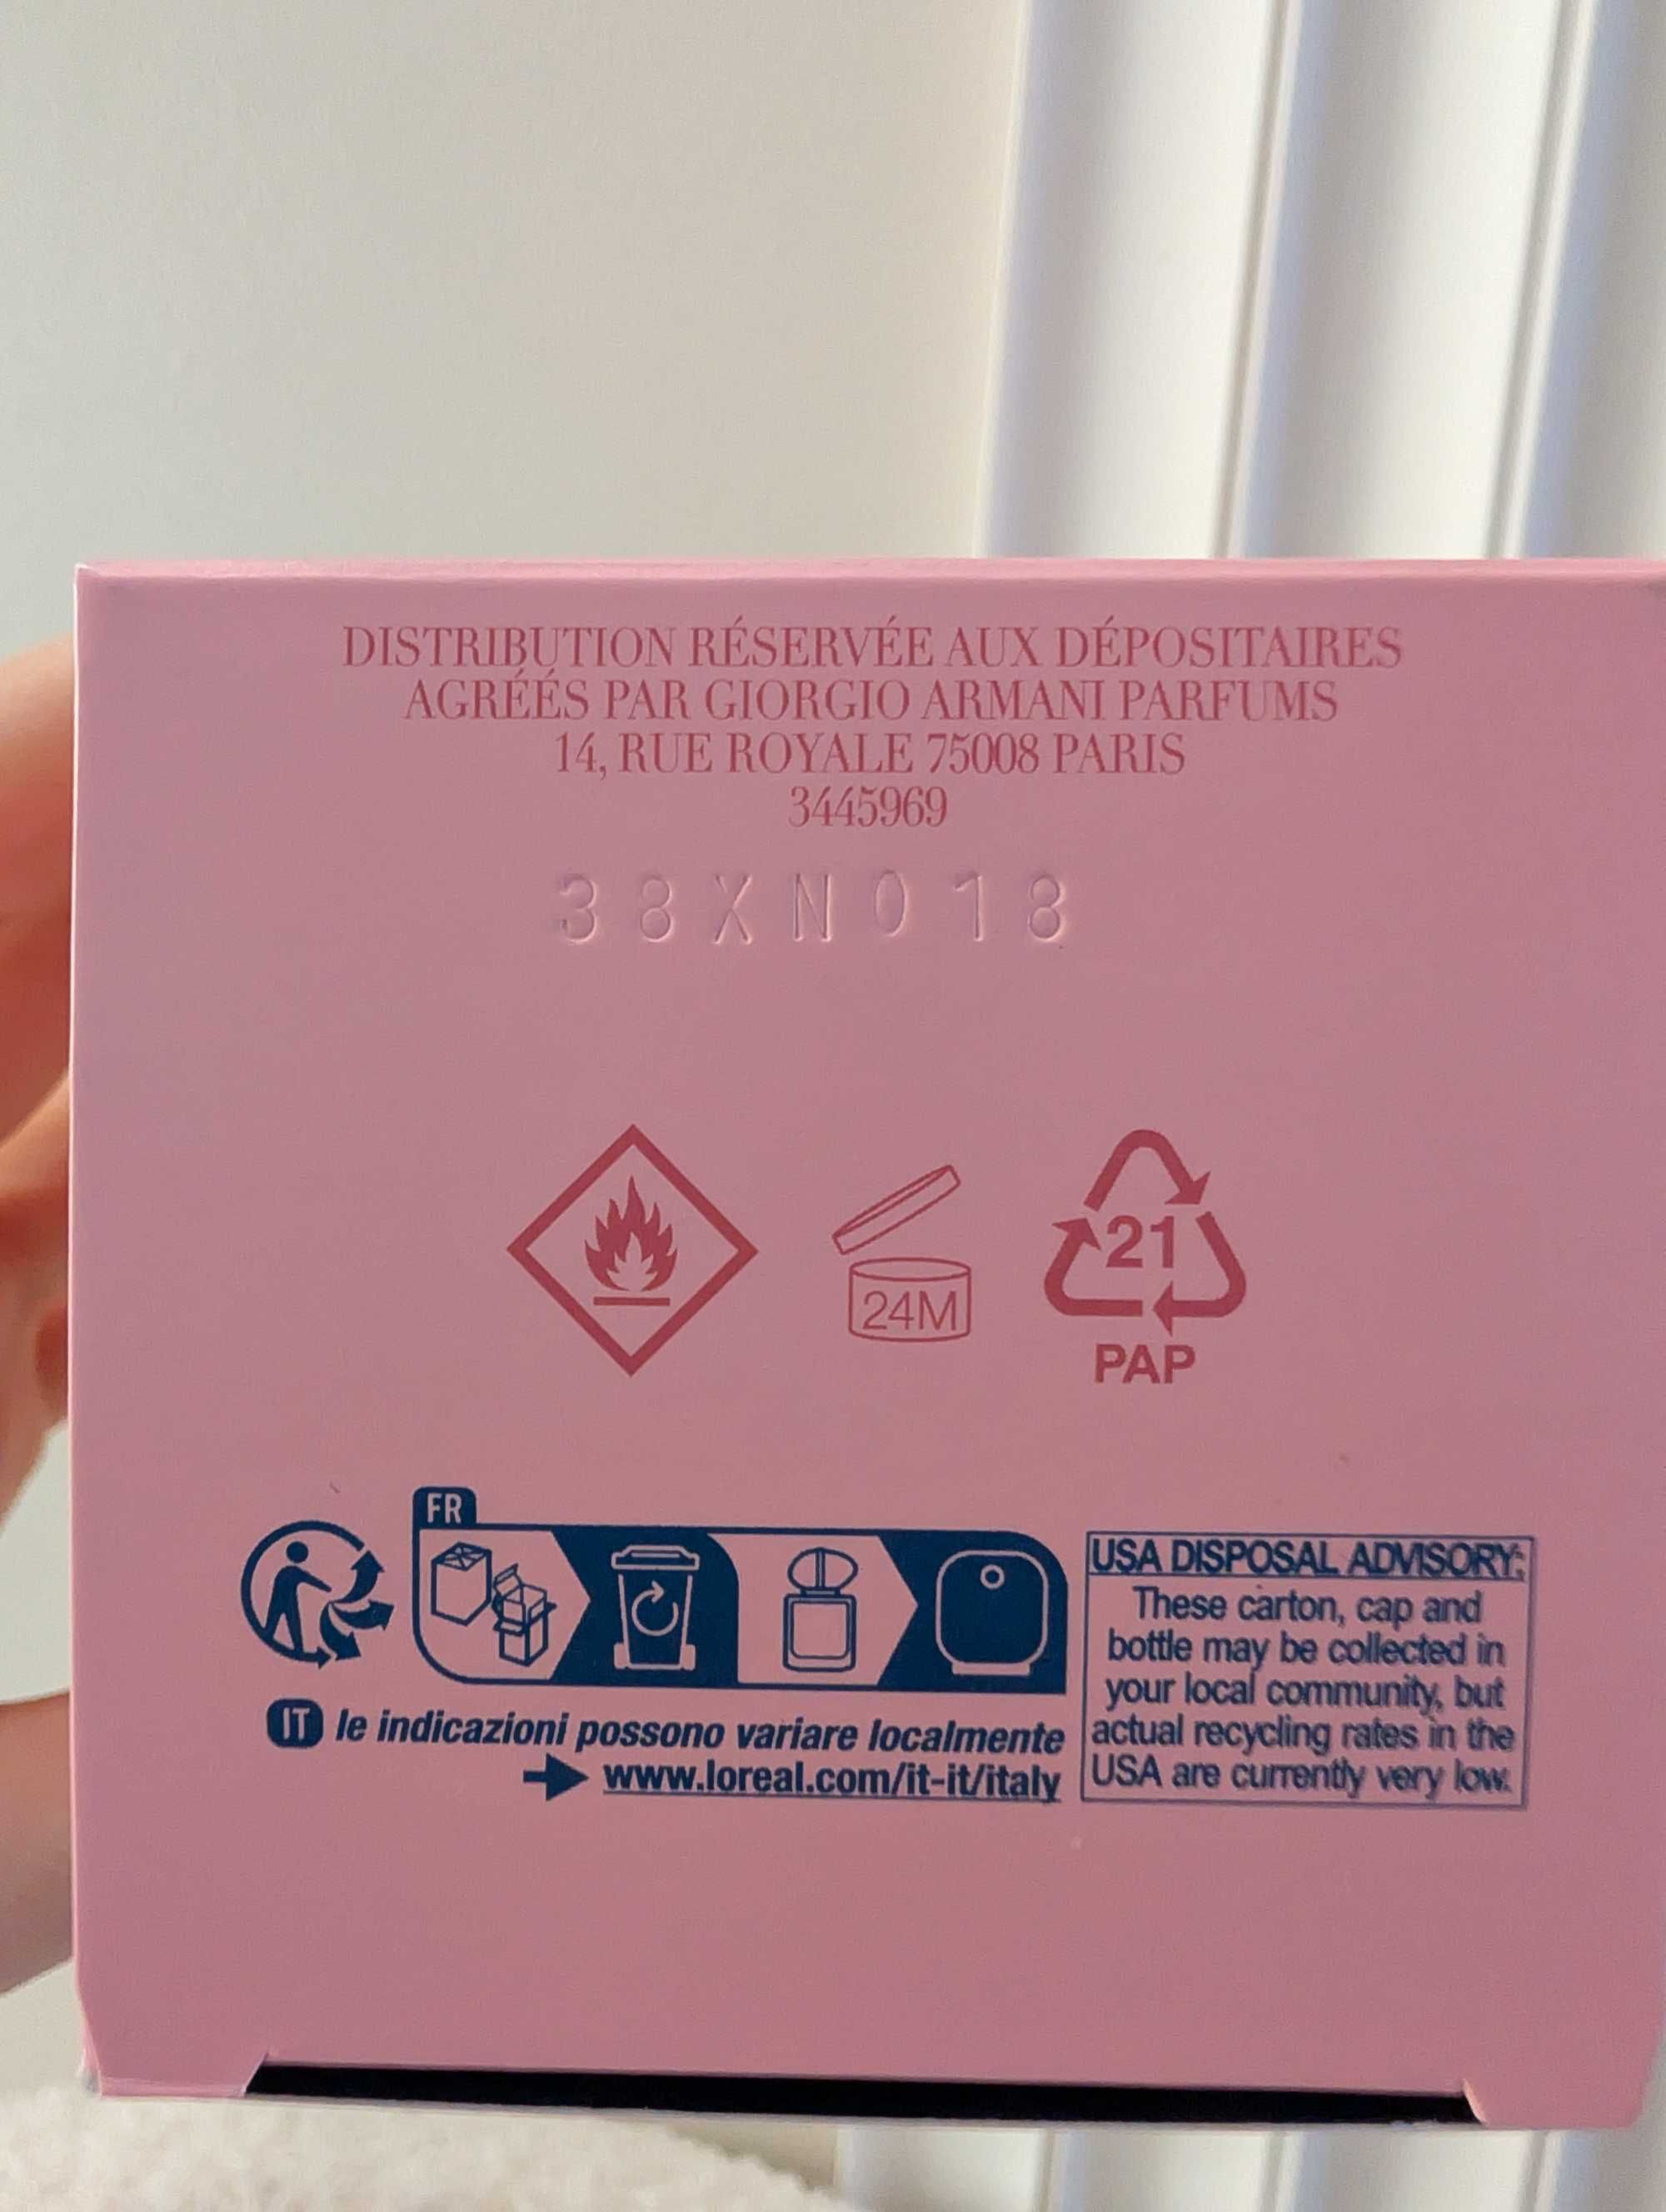 DISTRIBUTION RÉSERVÉE AUX DÉPOSITAIRES
AGRÉÉS PAR GIORGIO ARMANI PARFUMS
14, RUE ROYALE 75008 PARIS
3445969
38XN018
24M
21
PAP
FR
IT le indicazioni possono variare localmente
www.loreal.com/it-it/italy
USA DISPOSAL ADVISORY:
These carton, cap and
bottle may be collected in
your local community, but
actual recycling rates in the
USA are currently very low.